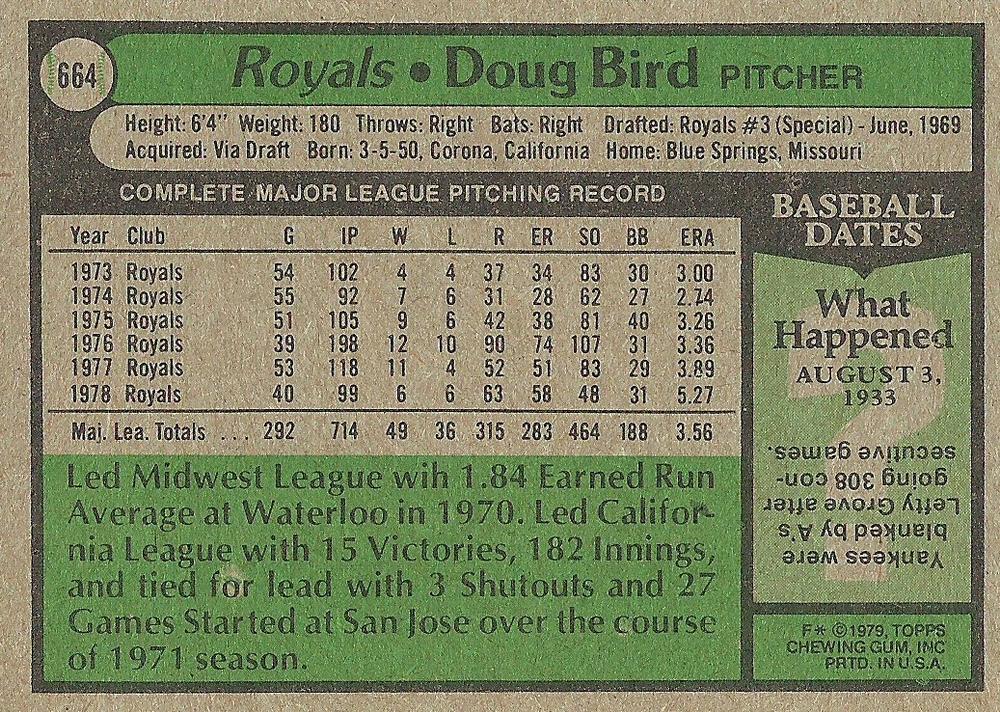 664
Royals • Doug Bird PITCHER
Height: 6'4" Weight: 180 Throws: Right Bats: Right Drafted: Royals #3 (Special) - June, 1969
Acquired: Via Draft Born: 3-5-50, Corona, California Home: Blue Springs, Missouri
COMPLETE MAJOR LEAGUE PITCHING RECORD
Year Club G IP W L R ER SO BB ERA
1973 Royals 54 102 4 4 37 34 83 30 3.00
1974 Royals 55 92 7 6 31 28 62 27 2.74
1975 Royals 51 105 9 6 42 38 81 40 3.26
1976 Royals 39 198 12 10 90 74 107 31 3.36
1977 Royals 53 118 11 4 52 51 83 29 3.89
1978 Royals 40 99 6 6 63 58 48 31 5.27
Maj. Lea. Totals ... 292 714 49 36 315 283 464 188 3.56
Led Midwest League wih 1.84 Earned Run
Average at Waterloo in 1970. Led Califor-
nia League with 15 Victories, 182 Innings,
and tied for lead with 3 Shutouts and 27
Games Started at San Jose over the course
of 1971 season.
BASEBALL
DATES
What
Happened
AUGUST 3,
1933
Yankees were
blanked by A's
Lefty Grove after
going 308 con-
secutive games.
F* ©1979, TOPPS
CHEWING GUM, INC
PRTD. IN U.S.A.